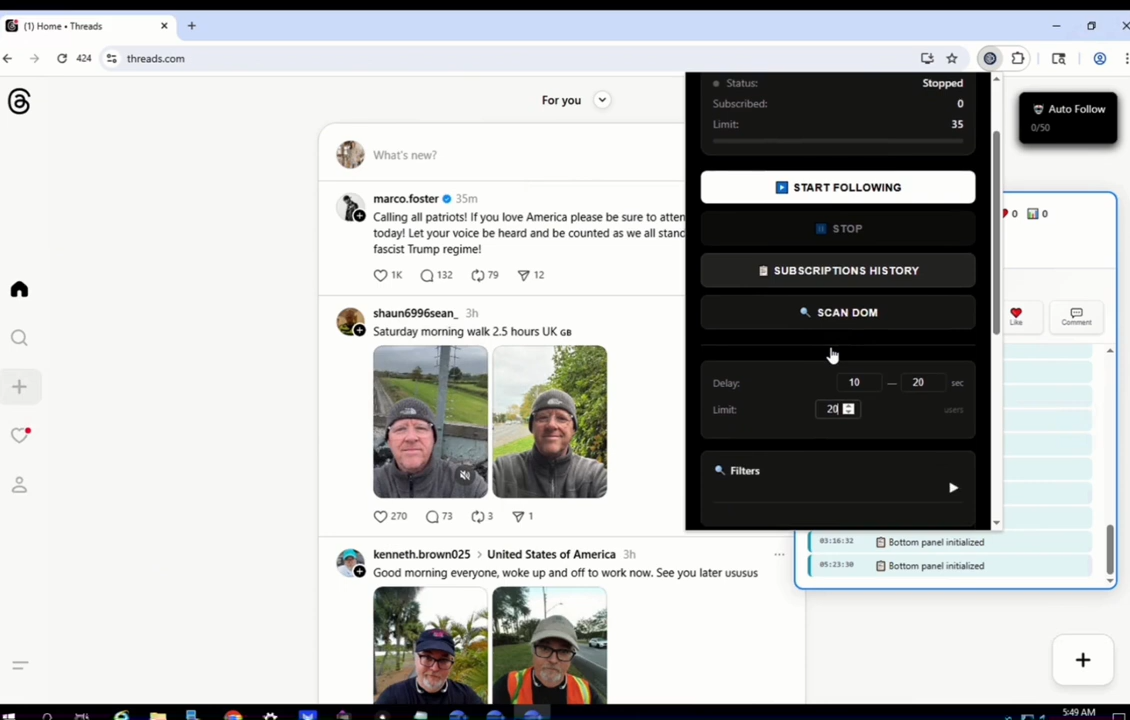 (1) Home • Threads
424
threads.com
For you
What's new?
marco.foster 35m
Calling all patriots! If you love America please be sure to atten
today! Let your voice be heard and be counted as we all stand
fascist Trump regime!
1K 132 79 12
shaun6996sean_ 3h
Saturday morning walk 2.5 hours UK GB
270 73 3 1
kenneth.brown025 > United States of America 3h
Good morning everyone, woke up and off to work now. See you later ususus
Status: Stopped
Subscribed: 0
Limit: 35
START FOLLOWING
STOP
SUBSCRIPTIONS HISTORY
SCAN DOM
Delay: 10 — 20 sec
Limit: 20 users
Filters
Auto Follow
0/50
0 0
Like
Comment
03:16:32 Bottom panel initialized
05:23:30 Bottom panel initialized
5:49 AM